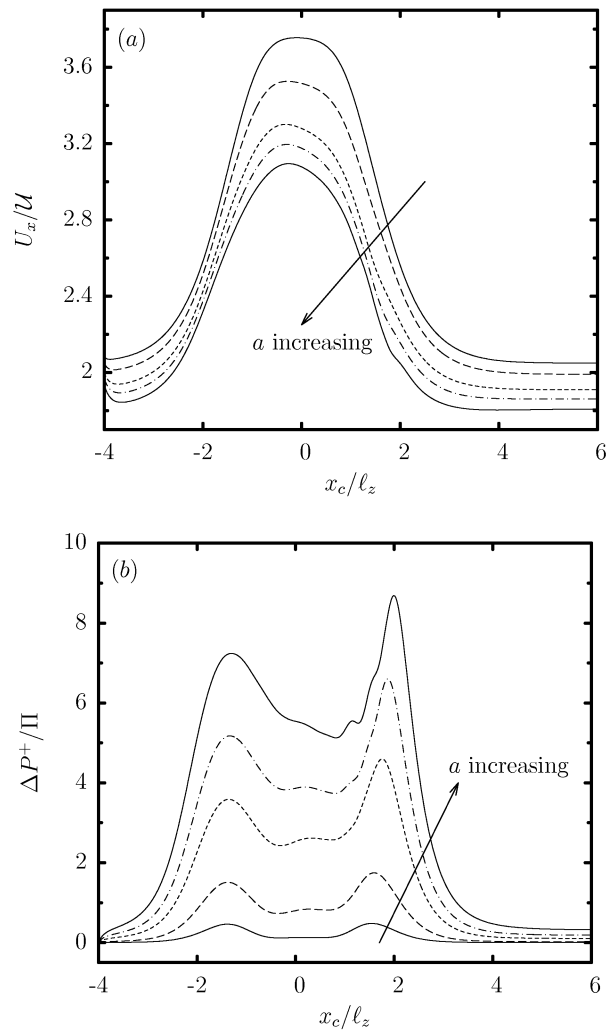 (a)
3.6
3.2
2.8
2.4
2
U_x/𝒰
a increasing
-4 -2 0 2 4 6
x_c/ℓ_z
(b)
10
8
6
4
2
0
ΔP⁺/Π
a increasing
-4 -2 0 2 4 6
x_c/ℓ_z